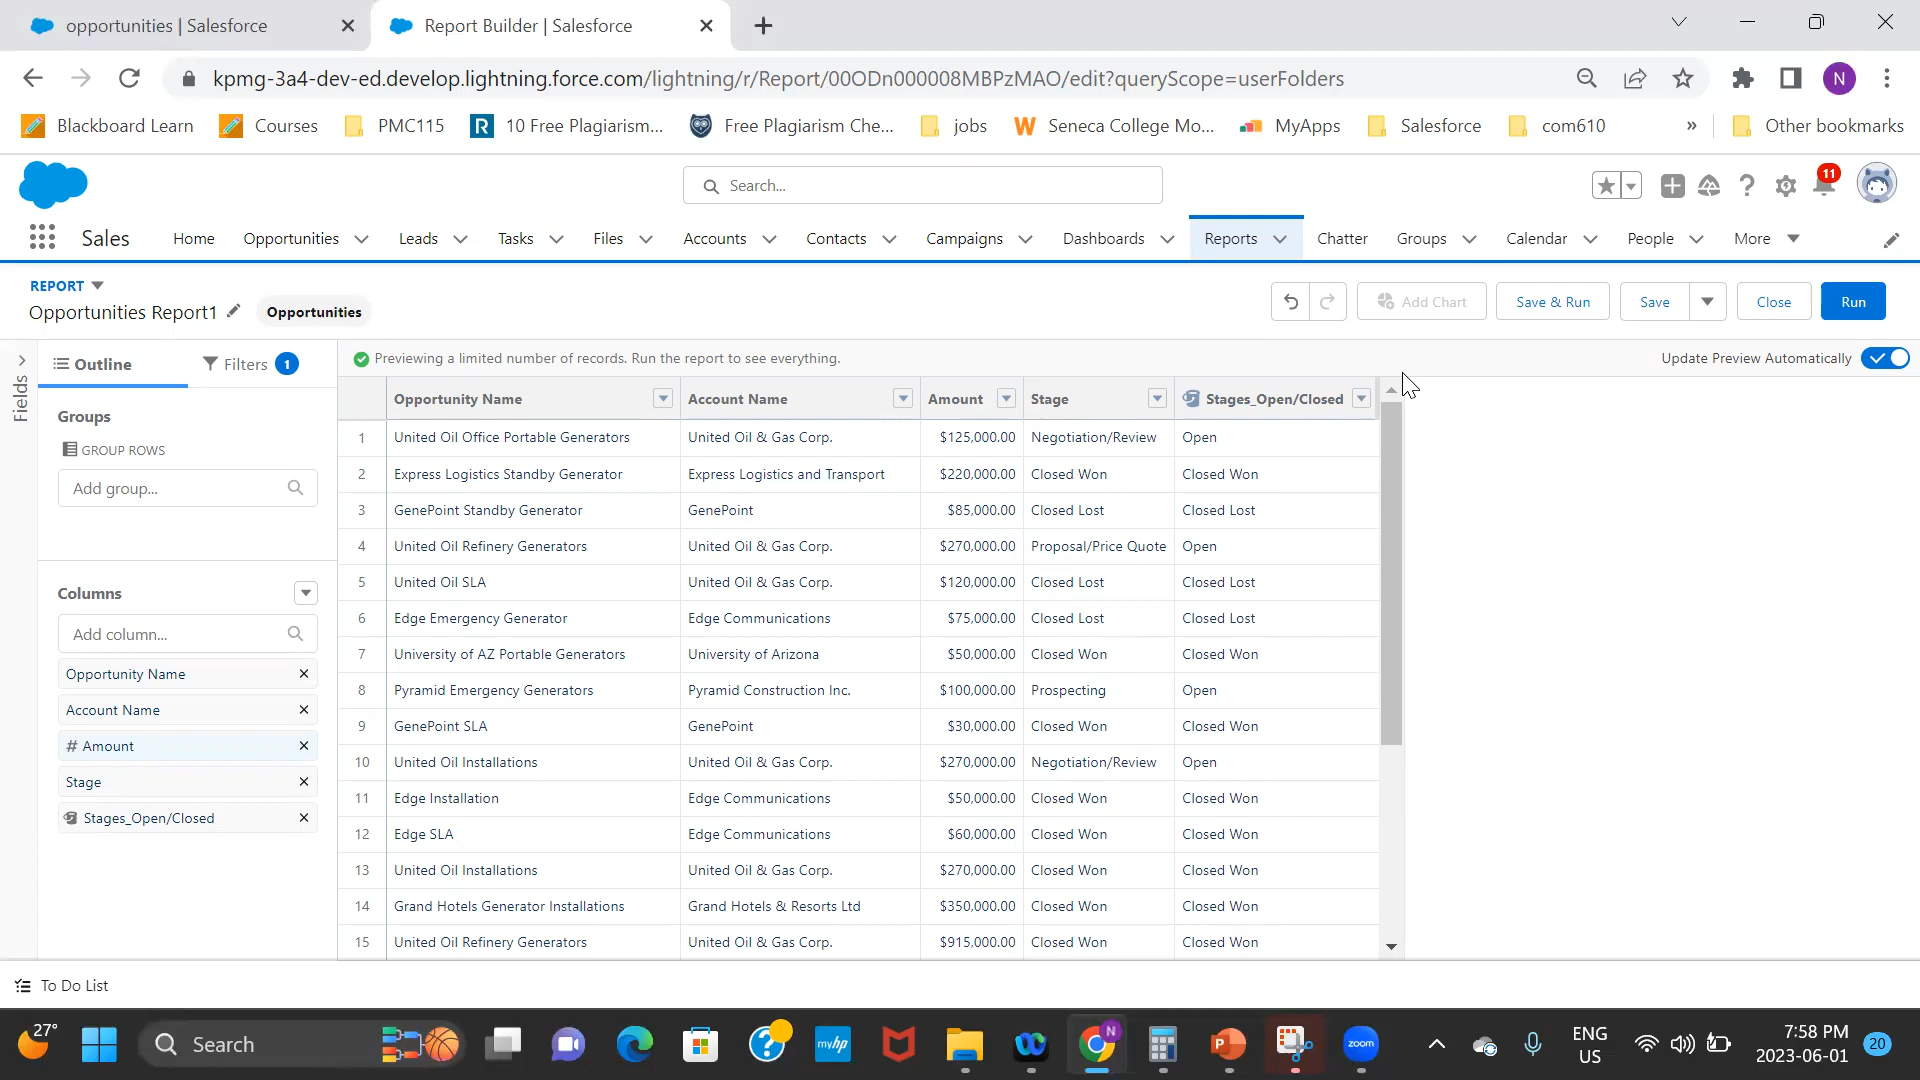 opportunities | Salesforce
Report Builder | Salesforce
kpmg-3a4-dev-ed.develop.lightning.force.com/lightning/r/Report/00ODn000008MBPzMAO/edit?queryScope=userFolders
N
Blackboard Learn
Courses
PMC115
R
10 Free Plagiarism...
Free Plagiarism Che...
jobs
W
Seneca College Mo...
MyApps
Salesforce
com610
»
Other bookmarks
Search...
11
Sales
Home
Opportunities
Leads
Tasks
Files
Accounts
Contacts
Campaigns
Dashboards
Reports
Chatter
Groups
Calendar
People
More
REPORT
Opportunities Report1
Opportunities
Add Chart
Save & Run
Save
Close
Run
Fields
Outline
Filters
1
Previewing a limited number of records. Run the report to see everything.
Update Preview Automatically
Groups
GROUP ROWS
Add group...
Columns
Add column...
Opportunity Name
Account Name
# Amount
Stage
Stages_Open/Closed
Opportunity Name Account Name Amount Stage Stages_Open/Closed
1 United Oil Office Portable Generators United Oil & Gas Corp. $125,000.00 Negotiation/Review Open
2 Express Logistics Standby Generator Express Logistics and Transport $220,000.00 Closed Won Closed Won
3 GenePoint Standby Generator GenePoint $85,000.00 Closed Lost Closed Lost
4 United Oil Refinery Generators United Oil & Gas Corp. $270,000.00 Proposal/Price Quote Open
5 United Oil SLA United Oil & Gas Corp. $120,000.00 Closed Lost Closed Lost
6 Edge Emergency Generator Edge Communications $75,000.00 Closed Lost Closed Lost
7 University of AZ Portable Generators University of Arizona $50,000.00 Closed Won Closed Won
8 Pyramid Emergency Generators Pyramid Construction Inc. $100,000.00 Prospecting Open
9 GenePoint SLA GenePoint $30,000.00 Closed Won Closed Won
10 United Oil Installations United Oil & Gas Corp. $270,000.00 Negotiation/Review Open
11 Edge Installation Edge Communications $50,000.00 Closed Won Closed Won
12 Edge SLA Edge Communications $60,000.00 Closed Won Closed Won
13 United Oil Installations United Oil & Gas Corp. $270,000.00 Closed Won Closed Won
14 Grand Hotels Generator Installations Grand Hotels & Resorts Ltd $350,000.00 Closed Won Closed Won
15 United Oil Refinery Generators United Oil & Gas Corp. $915,000.00 Closed Won Closed Won
To Do List
27°
Search
myhp
N
P
zoom
ENG
US
7:58 PM
2023-06-01
20